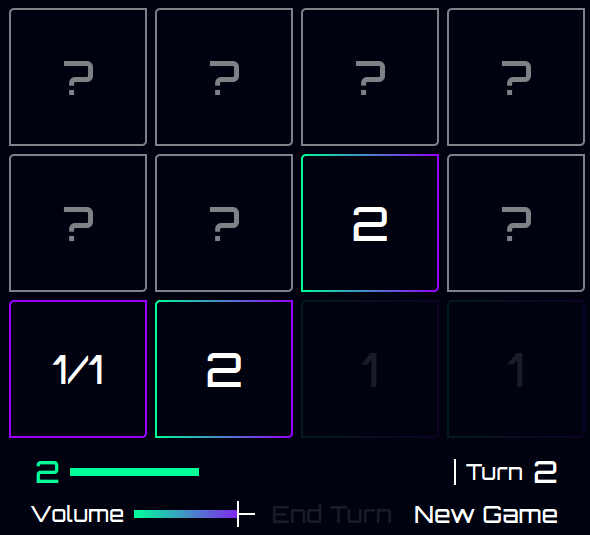 ? ? ? ?
? ? 2 ?
1/1 2 1 1
2 Turn 2
Volume End Turn New Game